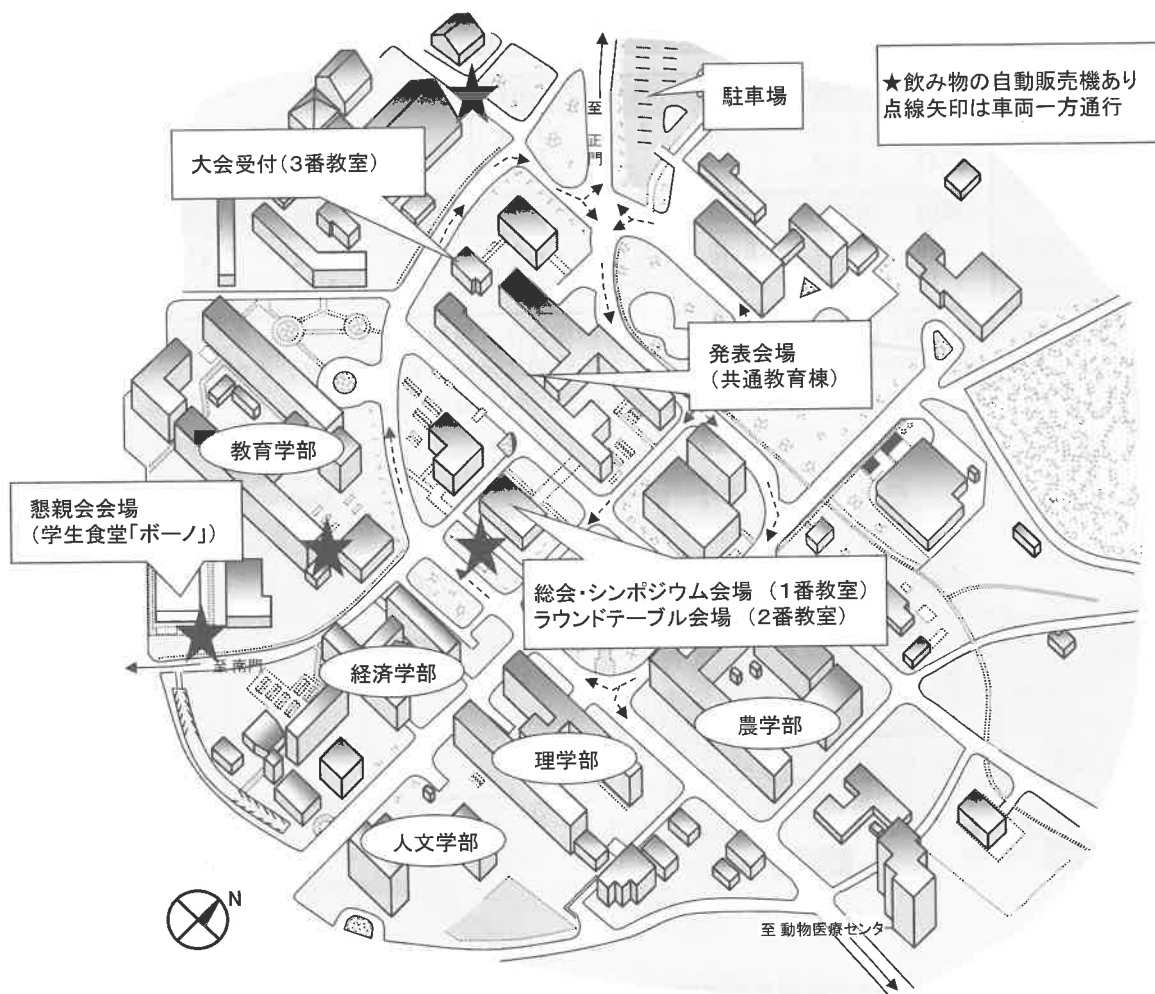 ★飲み物の自動販売機あり
点線矢印は車両一方通行
駐車場
至 正門
大会受付(3番教室)
発表会場
(共通教育棟)
教育学部
懇親会会場
(学生食堂「ボーノ」)
総会・シンポジウム会場 (1番教室)
ラウンドテーブル会場 (2番教室)
至 南門
経済学部
農学部
理学部
人文学部
N
至 動物医療センタ